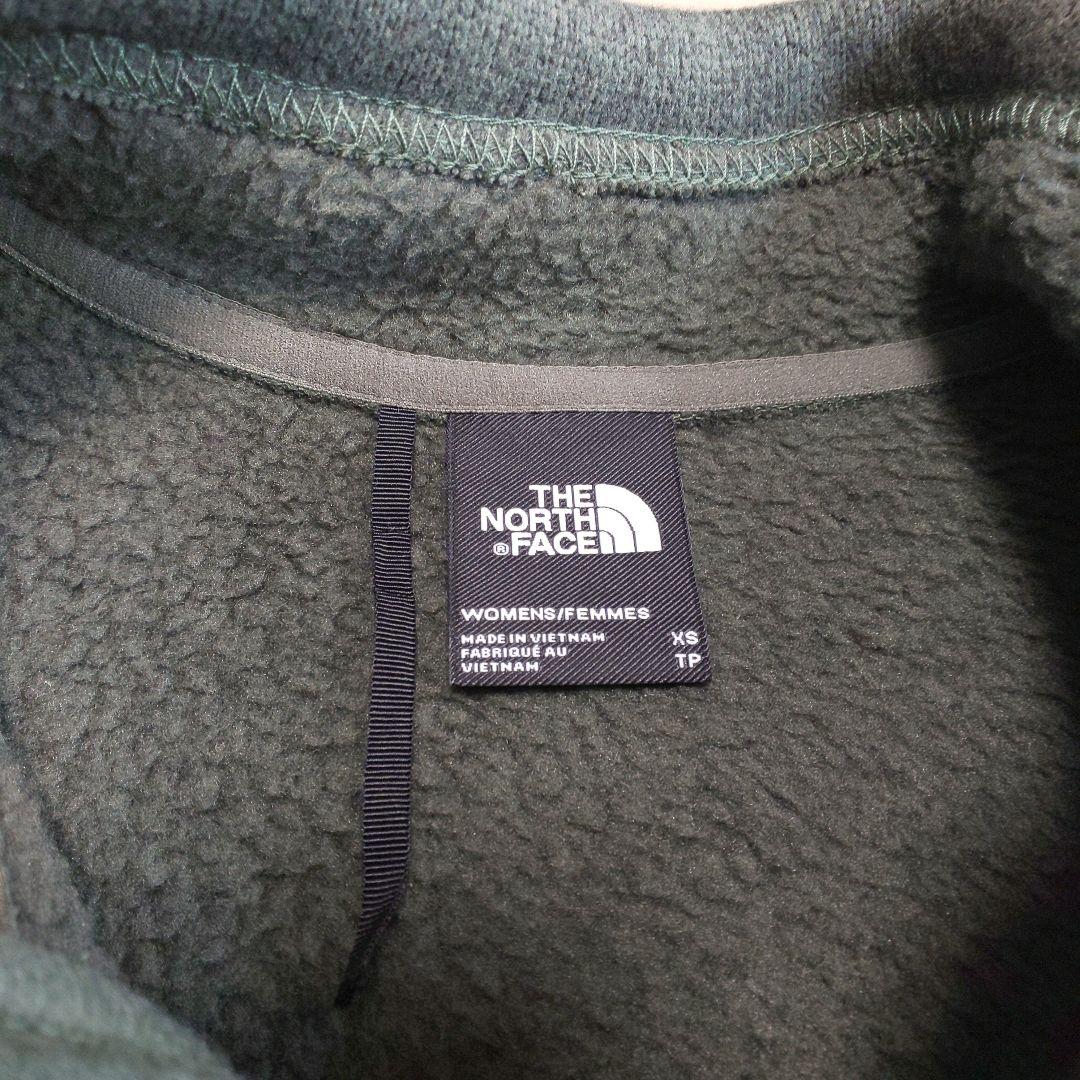 THE
NORTH
®FACE
WOMENS/FEMMES
MADE IN VIETNAM XS
FABRIQUÉ AU TP
VIETNAM